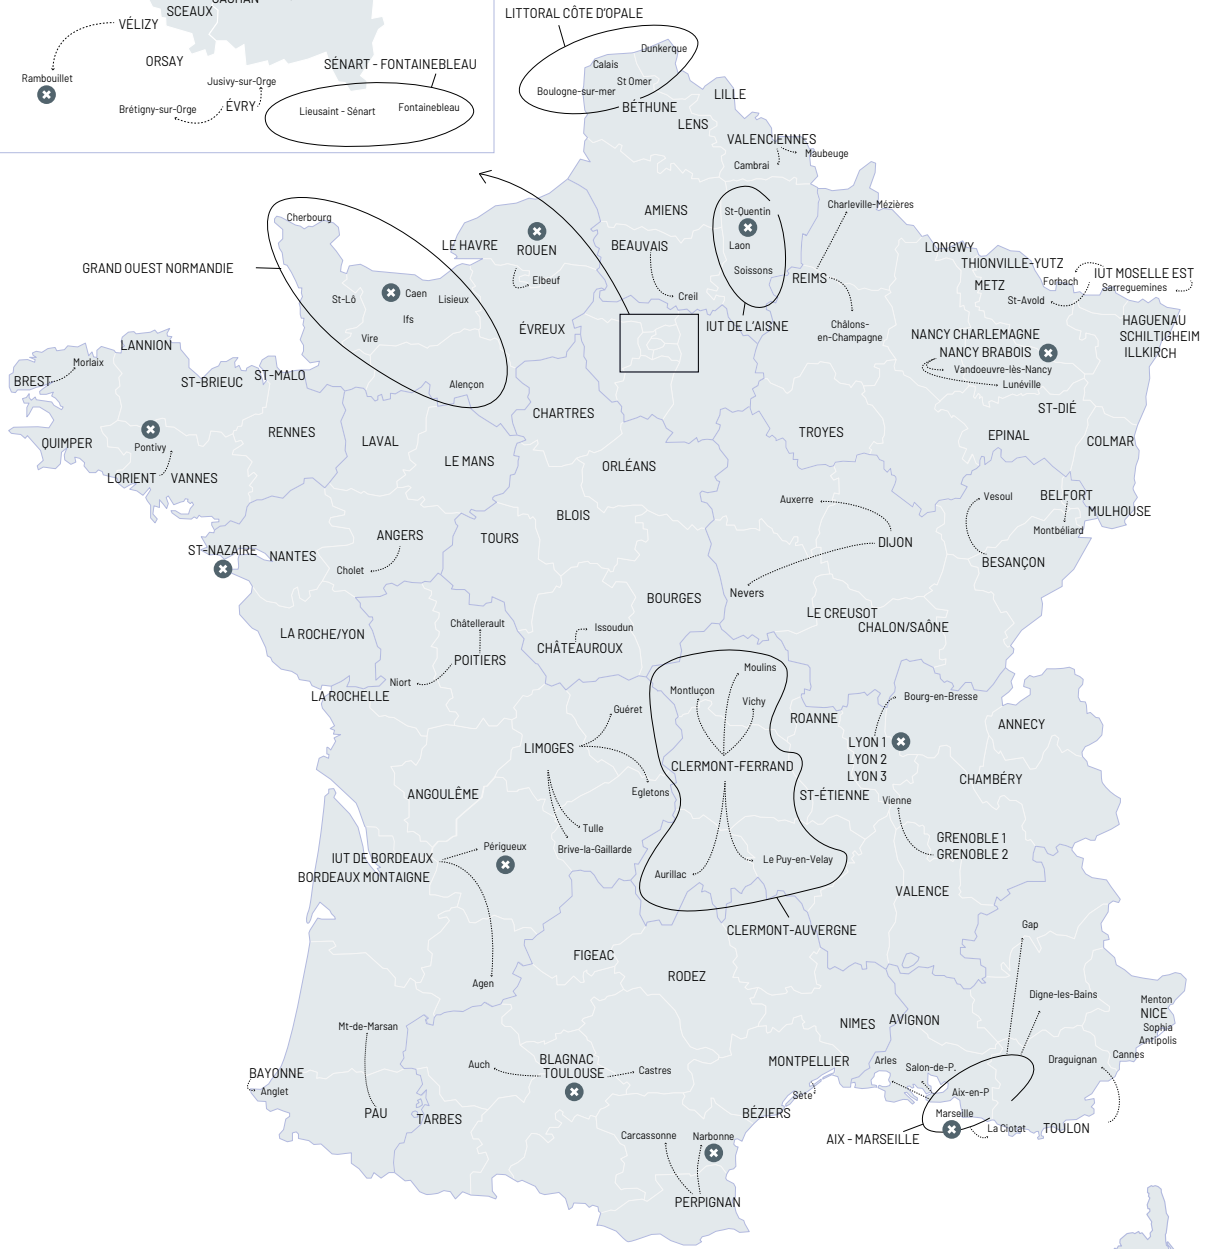 CACHAN
SCEAUX
VÉLIZY
ORSAY
Rambouillet
Jusivy-sur-Orge
Brétigny-sur-Orge
ÉVRY
SÉNART - FONTAINEBLEAU
Lieusaint - Sénart
Fontainebleau
LITTORAL CÔTE D'OPALE
Dunkerque
Calais
St Omer
Boulogne-sur-mer
BÉTHUNE
LILLE
LENS
VALENCIENNES
Maubeuge
Cambrai
Cherbourg
GRAND OUEST NORMANDIE
St-Lô
Caen
Lisieux
Ifs
Vire
Alençon
LE HAVRE
ROUEN
Elbeuf
ÉVREUX
AMIENS
BEAUVAIS
Creil
St-Quentin
Laon
Soissons
IUT DE L'AISNE
Charleville-Mézières
REIMS
Châlons-
en-Champagne
LONGWY
THIONVILLE-YUTZ
METZ
Forbach
St-Avold
IUT MOSELLE EST
Sarreguemines
NANCY CHARLEMAGNE
NANCY BRABOIS
Vandoeuvre-lès-Nancy
Lunéville
HAGUENAU
SCHILTIGHEIM
ILLKIRCH
ST-DIÉ
EPINAL
COLMAR
LANNION
Morlaix
BREST
ST-BRIEUC
ST-MALO
QUIMPER
Pontivy
LORIENT
VANNES
RENNES
LAVAL
LE MANS
CHARTRES
ORLÉANS
TROYES
BLOIS
Auxerre
Vesoul
BELFORT
MULHOUSE
Montbéliard
ST-NAZAIRE
NANTES
ANGERS
Cholet
TOURS
DIJON
BESANÇON
BOURGES
Nevers
LE CREUSOT
CHALON/SAÔNE
LA ROCHE/YON
Châtellerault
POITIERS
Niort
Issoudun
CHÂTEAUROUX
LA ROCHELLE
Moulins
Montluçon
Vichy
CLERMONT-FERRAND
Guéret
LIMOGES
Egletons
Tulle
Brive-la-Gaillarde
ROANNE
Bourg-en-Bresse
LYON 1
LYON 2
LYON 3
ANNECY
CHAMBÉRY
ST-ÉTIENNE
Vienne
GRENOBLE 1
GRENOBLE 2
VALENCE
ANGOULÊME
Périgueux
IUT DE BORDEAUX
BORDEAUX MONTAIGNE
Agen
Le Puy-en-Velay
Aurillac
CLERMONT-AUVERGNE
FIGEAC
RODEZ
Gap
Digne-les-Bains
Menton
NICE
Sophia
Antipolis
Cannes
NIMES
AVIGNON
Mt-de-Marsan
BAYONNE
Anglet
PAU
TARBES
Auch
BLAGNAC
TOULOUSE
Castres
MONTPELLIER
Sète
BÉZIERS
Arles
Salon-de-P.
Aix-en-P
Marseille
La Ciotat
Draguignan
TOULON
AIX - MARSEILLE
Carcassonne
Narbonne
PERPIGNAN